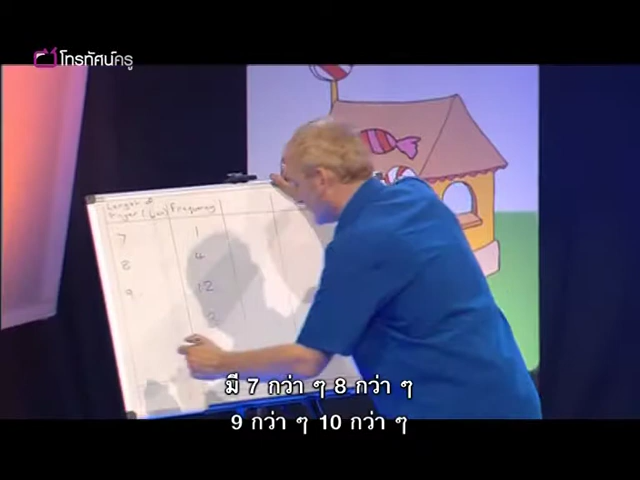 โทรทัศน์ครู
Length of Frequency
finger (cm)
7 1
8 4
9 12
3
มี 7 กว่า ๆ 8 กว่า ๆ
9 กว่า ๆ 10 กว่า ๆ